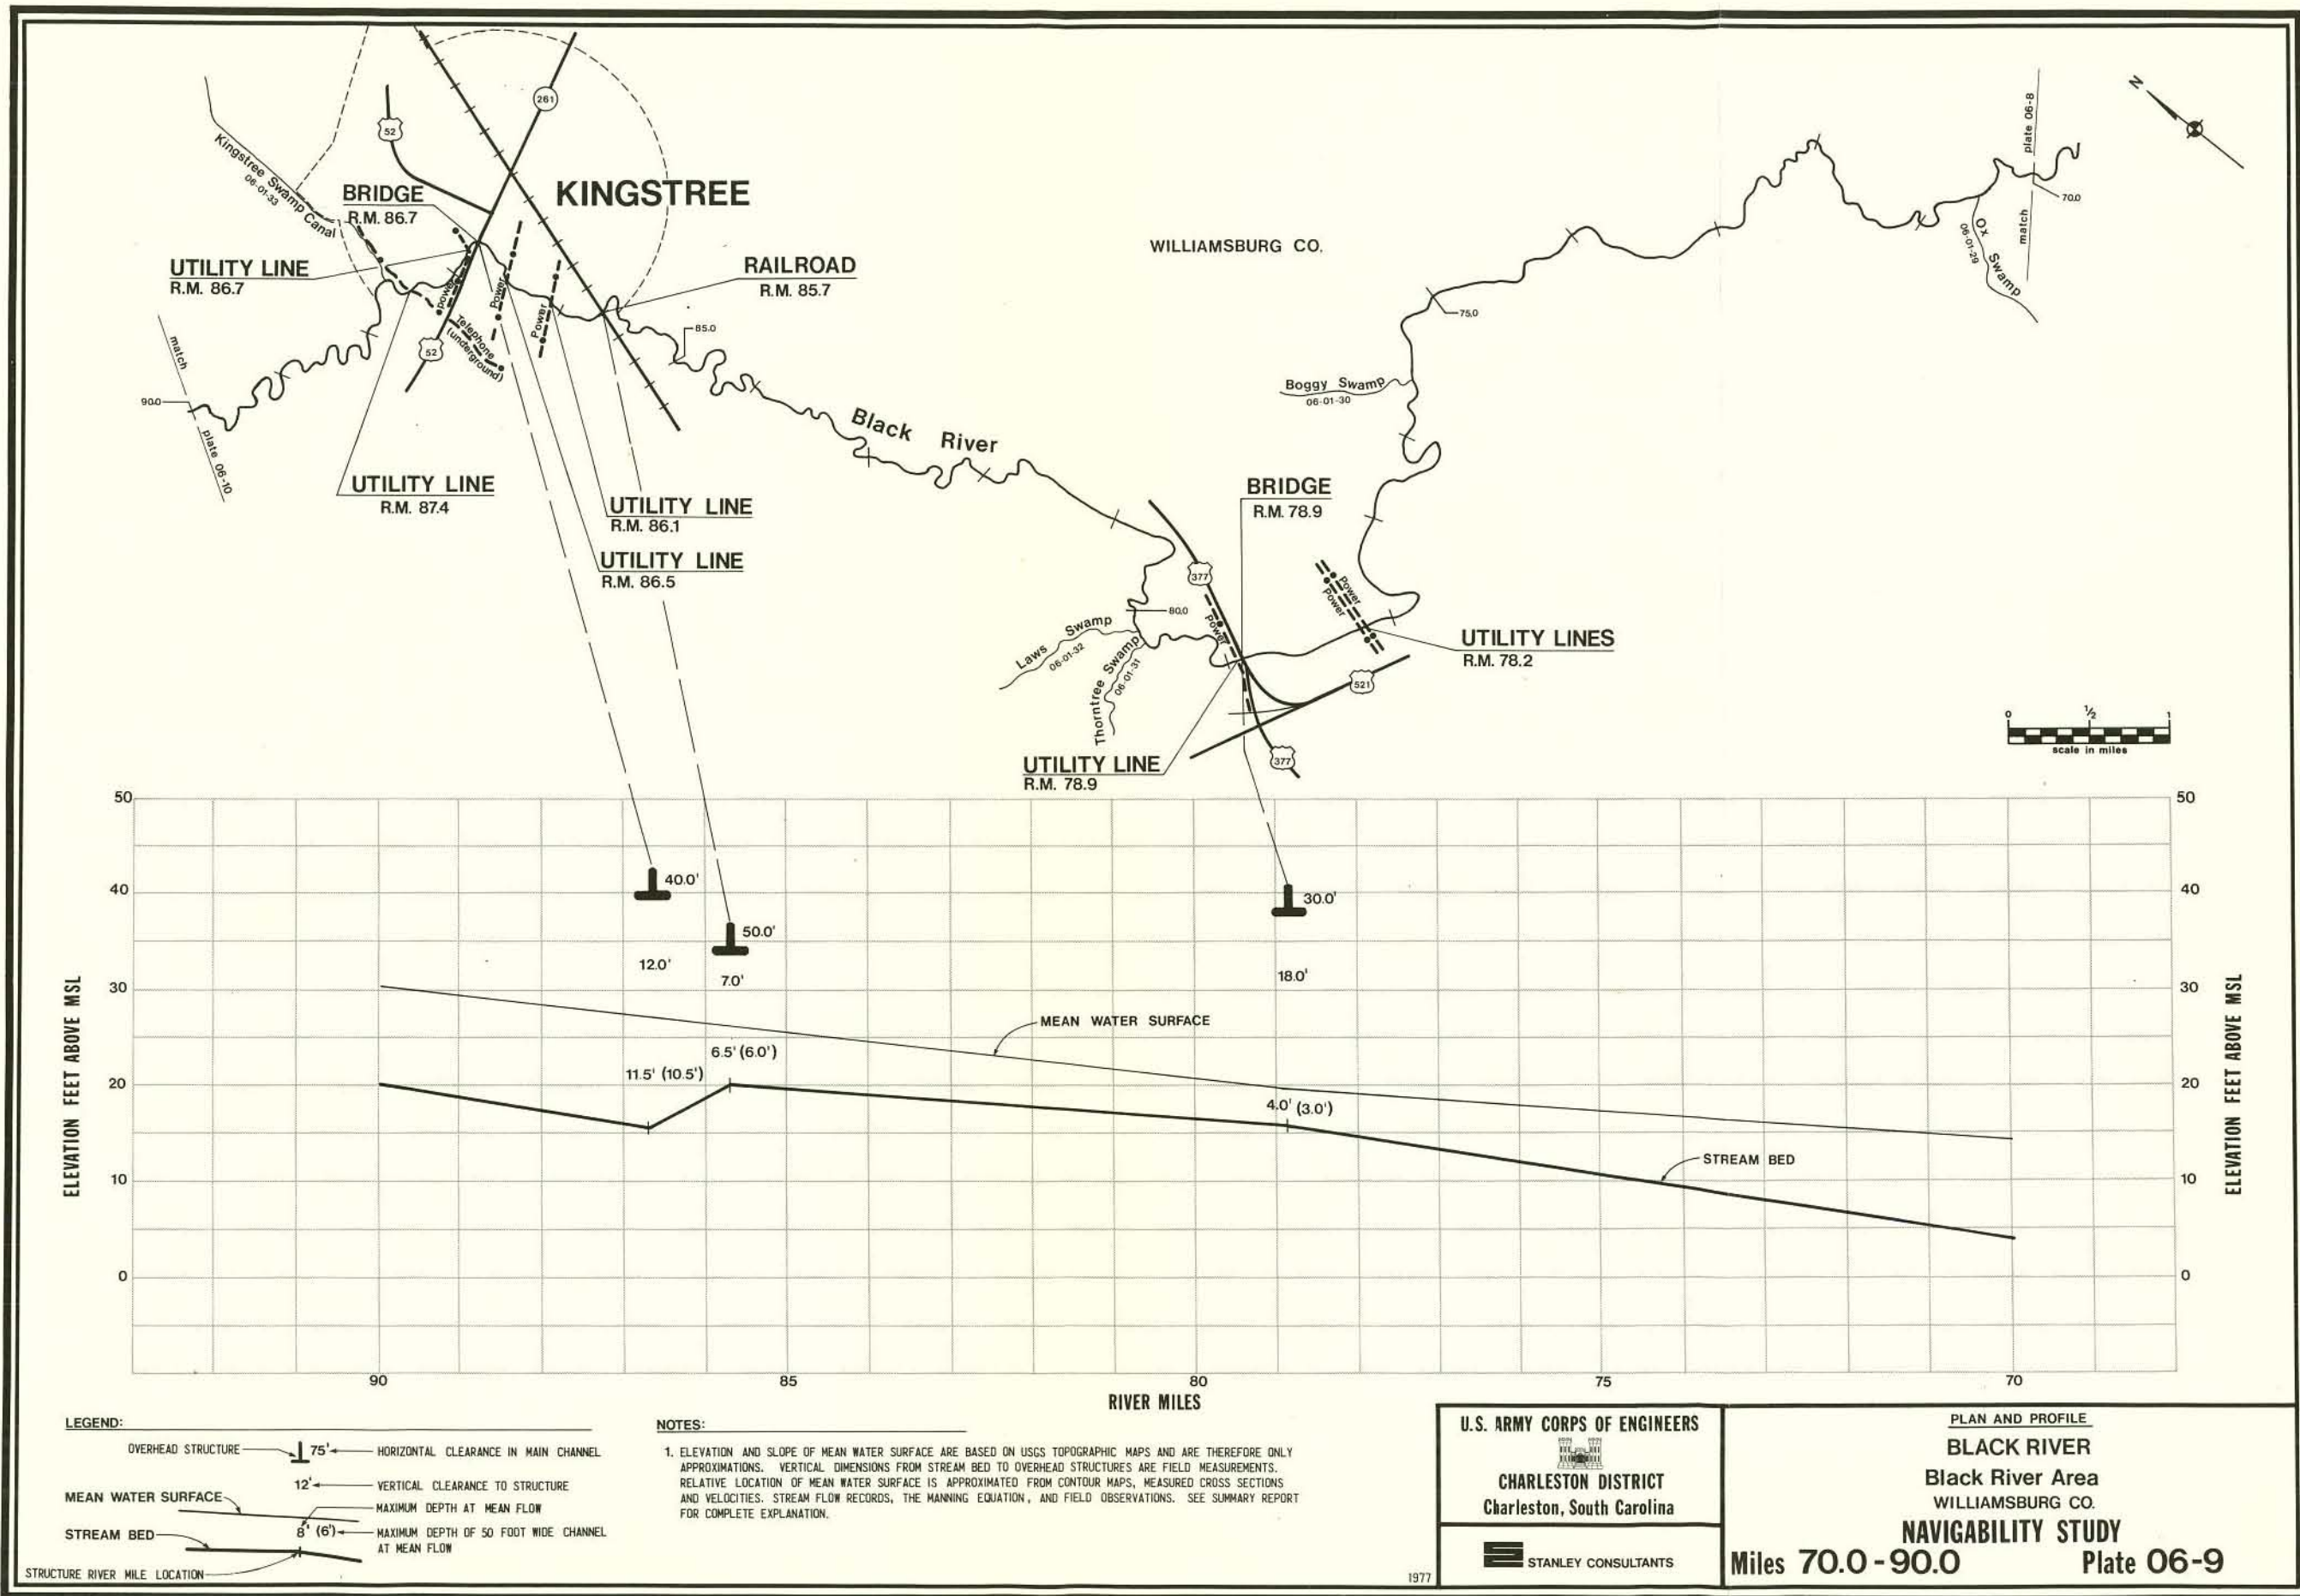 261
52
Kingstree Swamp Canal
06-01-33
BRIDGE
R.M. 86.7
KINGSTREE
UTILITY LINE
R.M. 86.7
RAILROAD
R.M. 85.7
WILLIAMSBURG CO.
N
plate 06-8
match
70.0
Ox Swamp
06-01-29
Power
Power
Power
Telephone
(underground)
52
85.0
match
90.0
plate 06-10
75.0
Boggy Swamp
06-01-30
Black River
UTILITY LINE
R.M. 87.4
UTILITY LINE
R.M. 86.1
UTILITY LINE
R.M. 86.5
BRIDGE
R.M. 78.9
377
Power
Power
Power
80.0
Laws Swamp
06-01-32
Thorntree Swamp
06-01-31
UTILITY LINES
R.M. 78.2
521
377
UTILITY LINE
R.M. 78.9
0 1/2 1
scale in miles
50 50
40.0'
40 40
30.0'
50.0'
12.0'
7.0'
18.0'
30 30
MEAN WATER SURFACE
6.5' (6.0')
11.5' (10.5')
20 20
4.0' (3.0')
STREAM BED
10 10
0 0
ELEVATION FEET ABOVE MSL
ELEVATION FEET ABOVE MSL
90 85 80 75 70
RIVER MILES
LEGEND:
OVERHEAD STRUCTURE 75' HORIZONTAL CLEARANCE IN MAIN CHANNEL
12' VERTICAL CLEARANCE TO STRUCTURE
MEAN WATER SURFACE MAXIMUM DEPTH AT MEAN FLOW
STREAM BED 8' (6') MAXIMUM DEPTH OF 50 FOOT WIDE CHANNEL
AT MEAN FLOW
STRUCTURE RIVER MILE LOCATION
NOTES:
1. ELEVATION AND SLOPE OF MEAN WATER SURFACE ARE BASED ON USGS TOPOGRAPHIC MAPS AND ARE THEREFORE ONLY
APPROXIMATIONS. VERTICAL DIMENSIONS FROM STREAM BED TO OVERHEAD STRUCTURES ARE FIELD MEASUREMENTS.
RELATIVE LOCATION OF MEAN WATER SURFACE IS APPROXIMATED FROM CONTOUR MAPS, MEASURED CROSS SECTIONS
AND VELOCITIES. STREAM FLOW RECORDS, THE MANNING EQUATION, AND FIELD OBSERVATIONS. SEE SUMMARY REPORT
FOR COMPLETE EXPLANATION.
1977
U.S. ARMY CORPS OF ENGINEERS
CHARLESTON DISTRICT
Charleston, South Carolina
STANLEY CONSULTANTS
PLAN AND PROFILE
BLACK RIVER
Black River Area
WILLIAMSBURG CO.
NAVIGABILITY STUDY
Miles 70.0-90.0 Plate 06-9